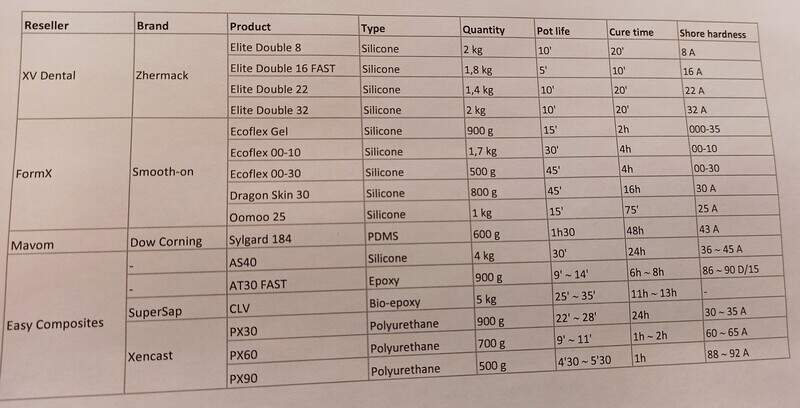 Reseller Brand Product Type Quantity Pot life Cure time Shore hardness
XV Dental Zhermack Elite Double 8 Silicone 2 kg 10' 20' 8 A
Elite Double 16 FAST Silicone 1,8 kg 5' 10' 16 A
Elite Double 22 Silicone 1,4 kg 10' 20' 22 A
Elite Double 32 Silicone 2 kg 10' 20' 32 A
FormX Smooth-on Ecoflex Gel Silicone 900 g 15' 2h 000-35
Ecoflex 00-10 Silicone 1,7 kg 30' 4h 00-10
Ecoflex 00-30 Silicone 500 g 45' 4h 00-30
Dragon Skin 30 Silicone 800 g 45' 16h 30 A
Oomoo 25 Silicone 1 kg 15' 75' 25 A
Mavom Dow Corning Sylgard 184 PDMS 600 g 1h30 48h 43 A
Easy Composites - AS40 Silicone 4 kg 30' 24h 36 ~ 45 A
- AT30 FAST Epoxy 900 g 9' ~ 14' 6h ~ 8h 86 ~ 90 D/15
SuperSap CLV Bio-epoxy 5 kg 25' ~ 35' 11h ~ 13h -
Xencast PX30 Polyurethane 900 g 22' ~ 28' 24h 30 ~ 35 A
PX60 Polyurethane 700 g 9' ~ 11' 1h ~ 2h 60 ~ 65 A
PX90 Polyurethane 500 g 4'30 ~ 5'30 1h 88 ~ 92 A